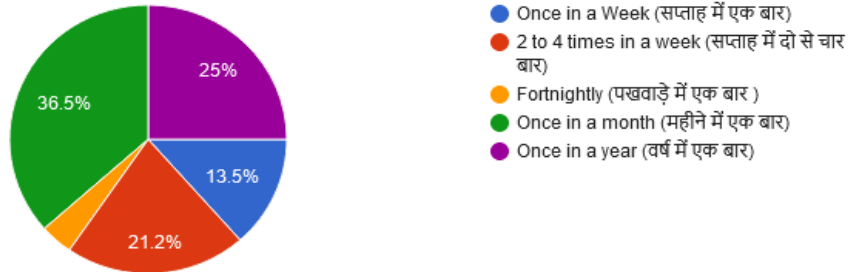 25%
36.5%
13.5%
21.2%
Once in a Week (सप्ताह में एक बार)
2 to 4 times in a week (सप्ताह में दो से चार
बार)
Fortnightly (पखवाड़े में एक बार )
Once in a month (महीने में एक बार)
Once in a year (वर्ष में एक बार)